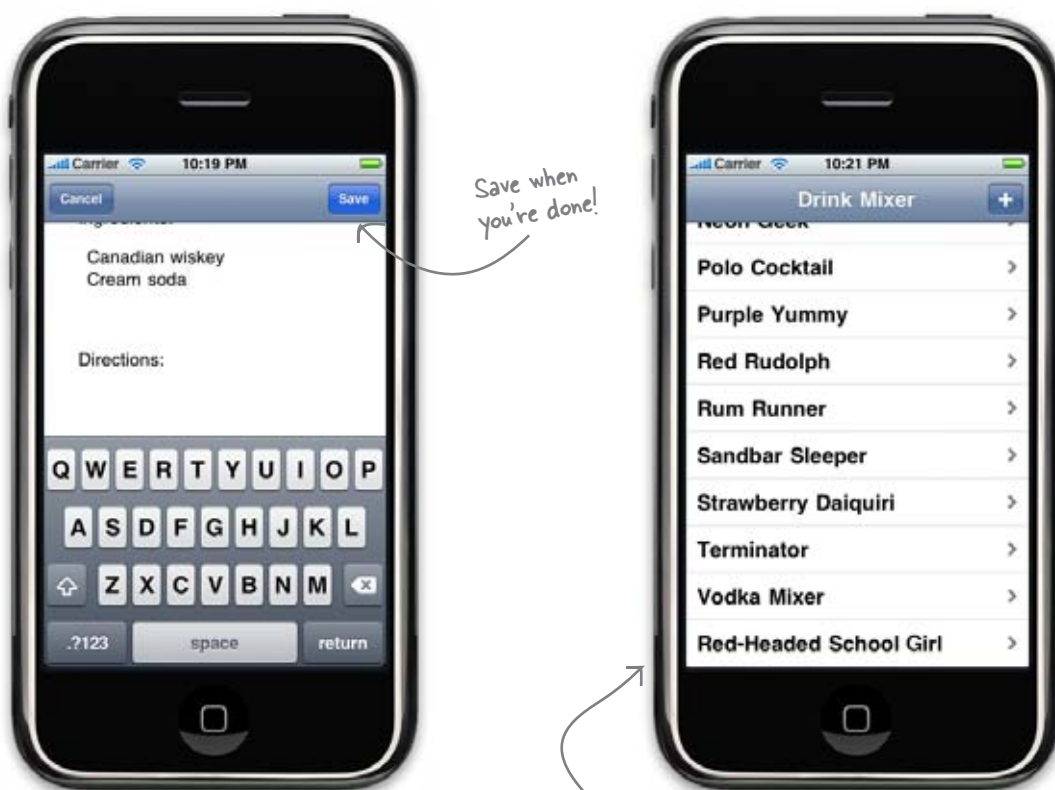 Carrier 10:19 PM
Cancel Save
Canadian wiskey
Cream soda
Directions:
Q W E R T Y U I O P
A S D F G H J K L
Z X C V B N M
.?123 space return
Save when
you're done!
Carrier 10:21 PM
Drink Mixer +
Neon Geek
Polo Cocktail
Purple Yummy
Red Rudolph
Rum Runner
Sandbar Sleeper
Strawberry Daiquiri
Terminator
Vodka Mixer
Red-Headed School Girl